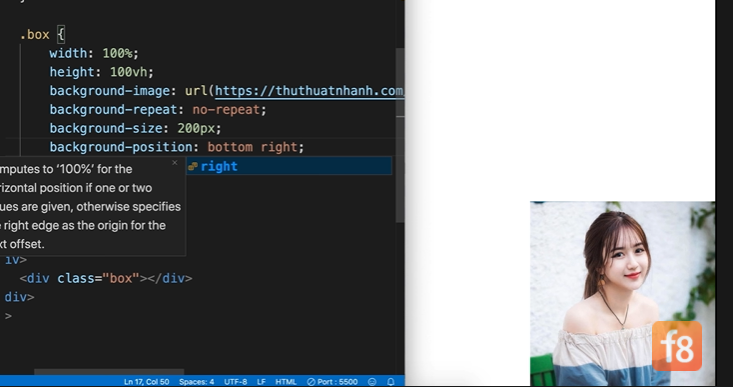 .box {
width: 100%;
height: 100vh;
background-image: url(https://thuthuatnhanh.com
background-repeat: no-repeat;
background-size: 200px;
background-position: bottom right;
right
mputes to '100%' for the
rizontal position if one or two
ues are given, otherwise specifies
e right edge as the origin for the
xt offset.
iv>
<div class="box"></div>
div>
>
f8
Ln 17, Col 50 Spaces: 4 UTF-8 LF HTML Port : 5500